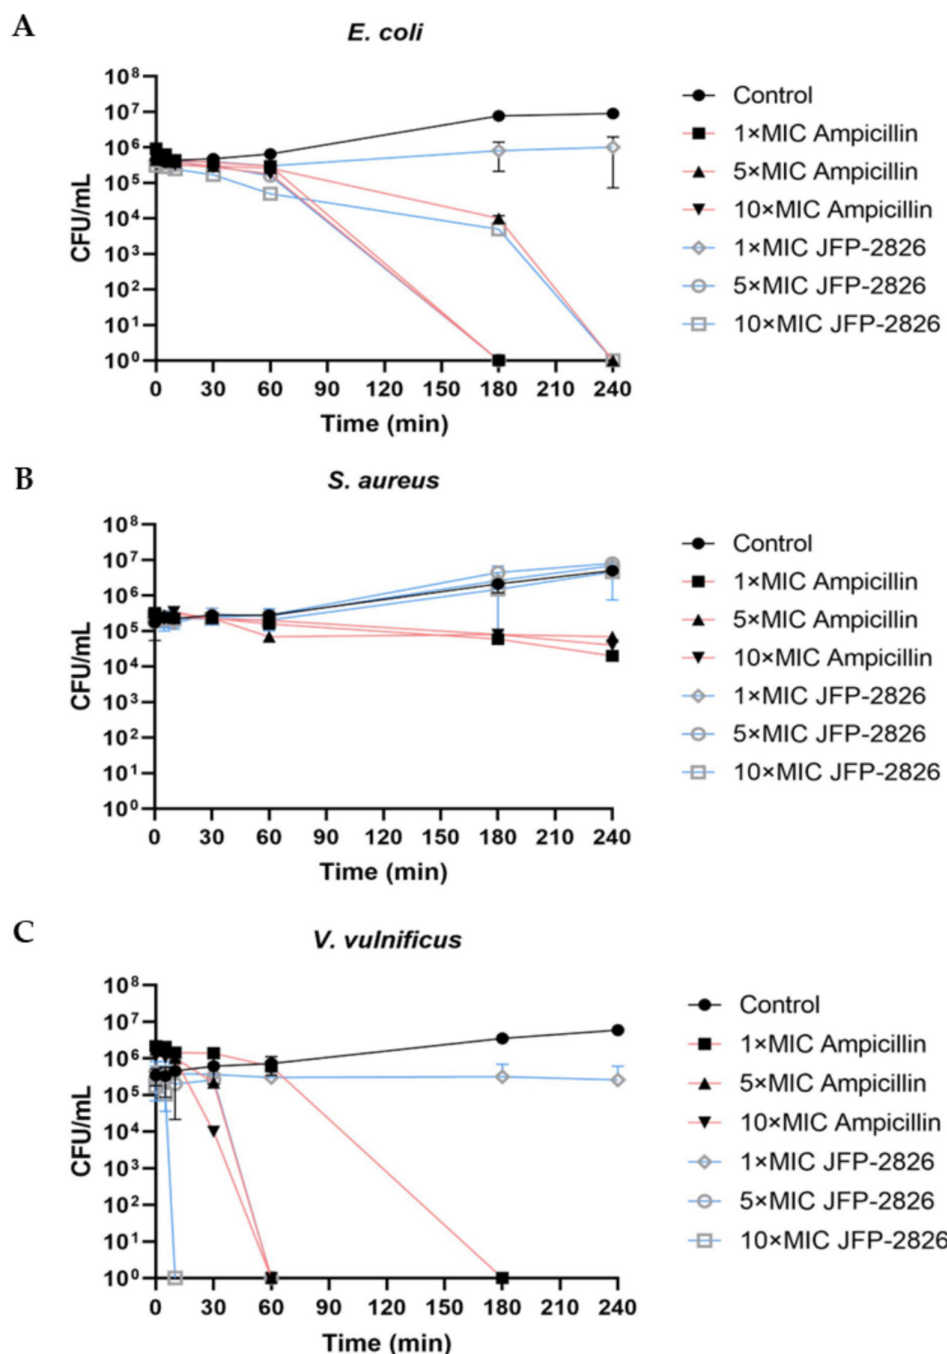 A
E. coli
10⁸
10⁷
10⁶
10⁵
10⁴
10³
10²
10¹
10⁰
CFU/mL
0 30 60 90 120 150 180 210 240
Time (min)
Control
1×MIC Ampicillin
5×MIC Ampicillin
10×MIC Ampicillin
1×MIC JFP-2826
5×MIC JFP-2826
10×MIC JFP-2826
B
S. aureus
10⁸
10⁷
10⁶
10⁵
10⁴
10³
10²
10¹
10⁰
CFU/mL
0 30 60 90 120 150 180 210 240
Time (min)
Control
1×MIC Ampicillin
5×MIC Ampicillin
10×MIC Ampicillin
1×MIC JFP-2826
5×MIC JFP-2826
10×MIC JFP-2826
C
V. vulnificus
10⁸
10⁷
10⁶
10⁵
10⁴
10³
10²
10¹
10⁰
CFU/mL
0 30 60 90 120 150 180 210 240
Time (min)
Control
1×MIC Ampicillin
5×MIC Ampicillin
10×MIC Ampicillin
1×MIC JFP-2826
5×MIC JFP-2826
10×MIC JFP-2826